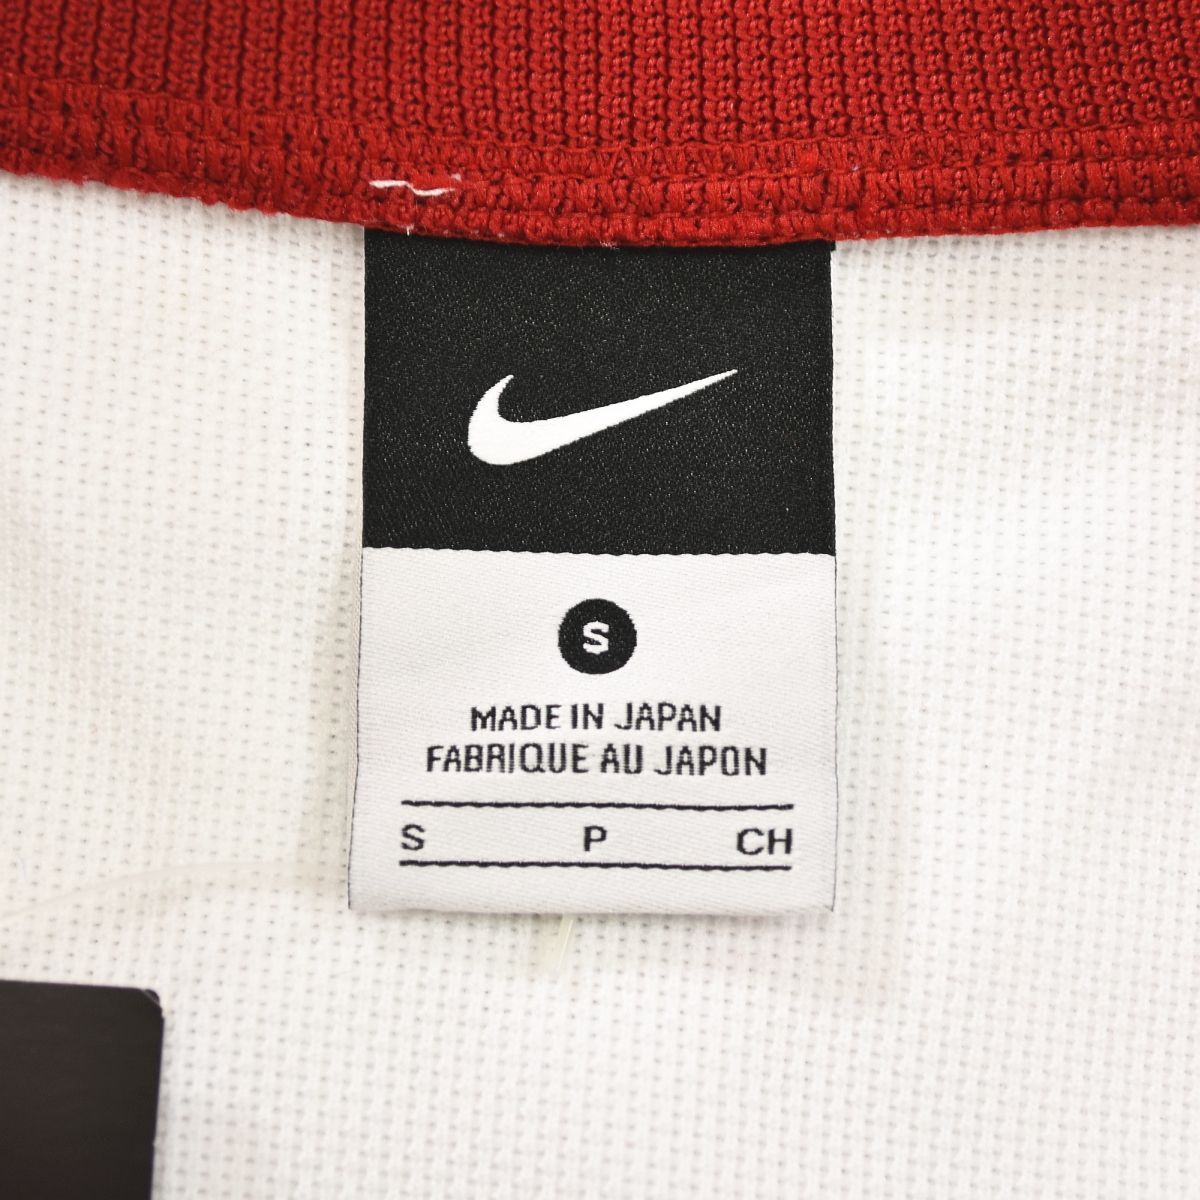 S
MADE IN JAPAN
FABRIQUE AU JAPON
S P CH